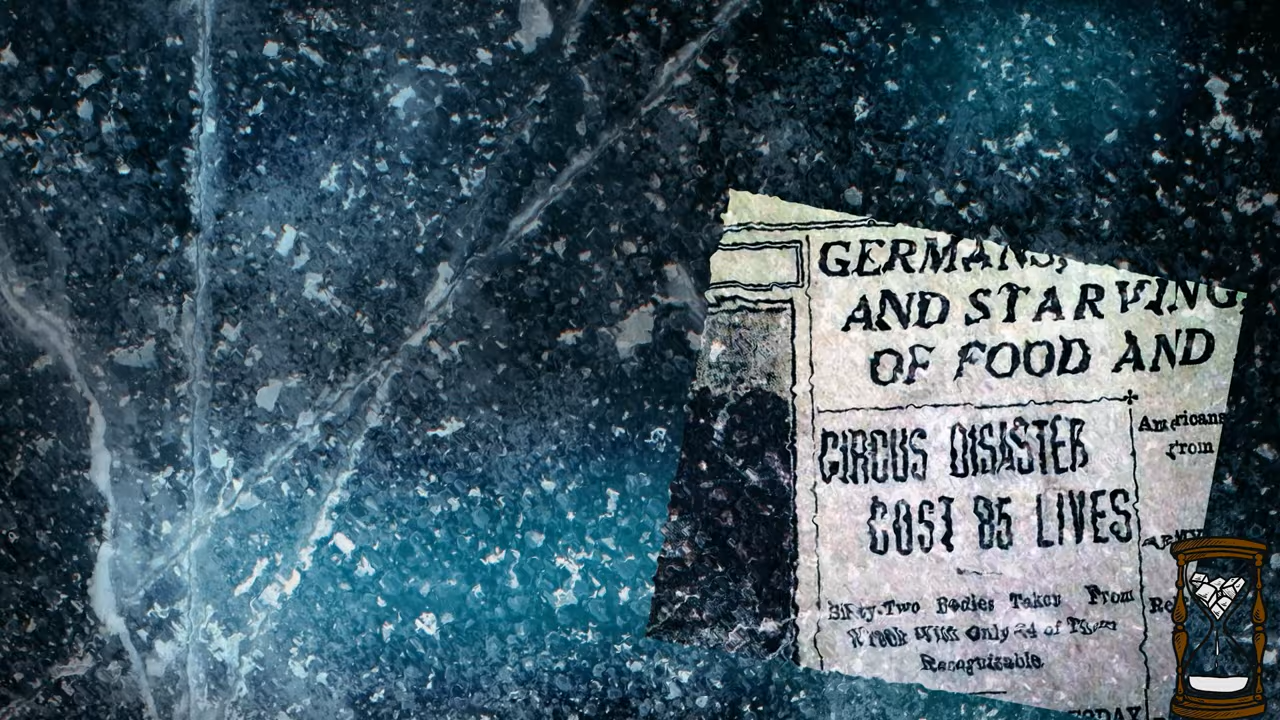 GERMANS,
AND STARVING,
OF FOOD AND
CIRCUS DISASTER
COST 85 LIVES
Fifty-Two Bodies Taken From
Wreck With Only 24 of Them
Recognizable.
Americans
from
ARMY